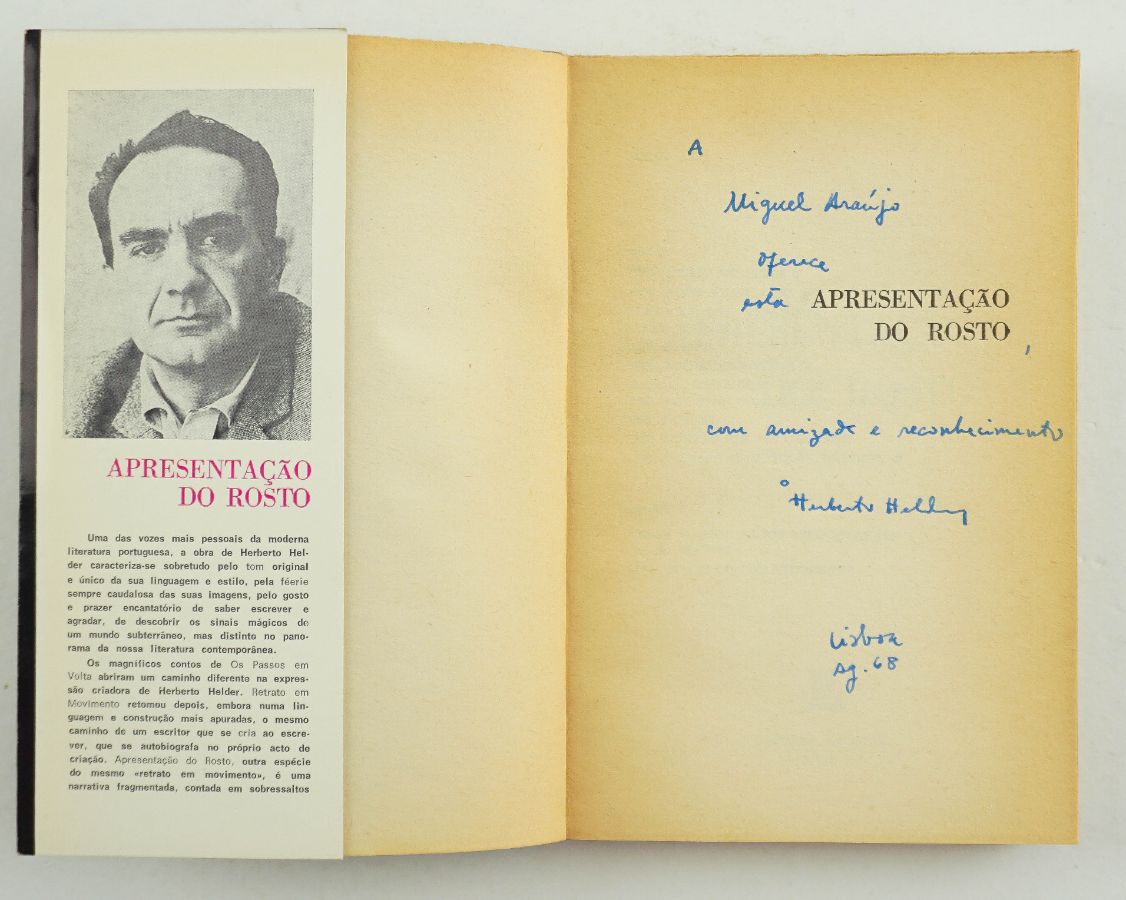 APRESENTAÇÃO
DO ROSTO
Uma das vozes mais pessoais da moderna
literatura portuguesa, a obra de Herberto Hel-
der caracteriza-se sobretudo pelo tom original
e único da sua linguagem e estilo, pela féerie
sempre caudalosa das suas imagens, pelo gosto
e prazer encantatório de saber escrever e
agradar, de descobrir os sinais mágicos de
um mundo subterrâneo, mas distinto no pano-
rama da nossa literatura contemporânea.
Os magníficos contos de Os Passos em
Volta abriram um caminho diferente na expres-
são criadora de Herberto Helder. Retrato em
Movimento retomou depois, embora numa lin-
guagem e construção mais apuradas, o mesmo
caminho de um escritor que se cria ao escre-
ver, que se autobiografa no próprio acto de
criação. Apresentação do Rosto, outra espécie
do mesmo «retrato em movimento», é uma
narrativa fragmentada, contada em sobressaltos
A
Miguel Araújo
oferece
esta APRESENTAÇÃO
DO ROSTO,
com amizade e reconhecimento
o
Herberto Helder
Lisboa
Ag. 68